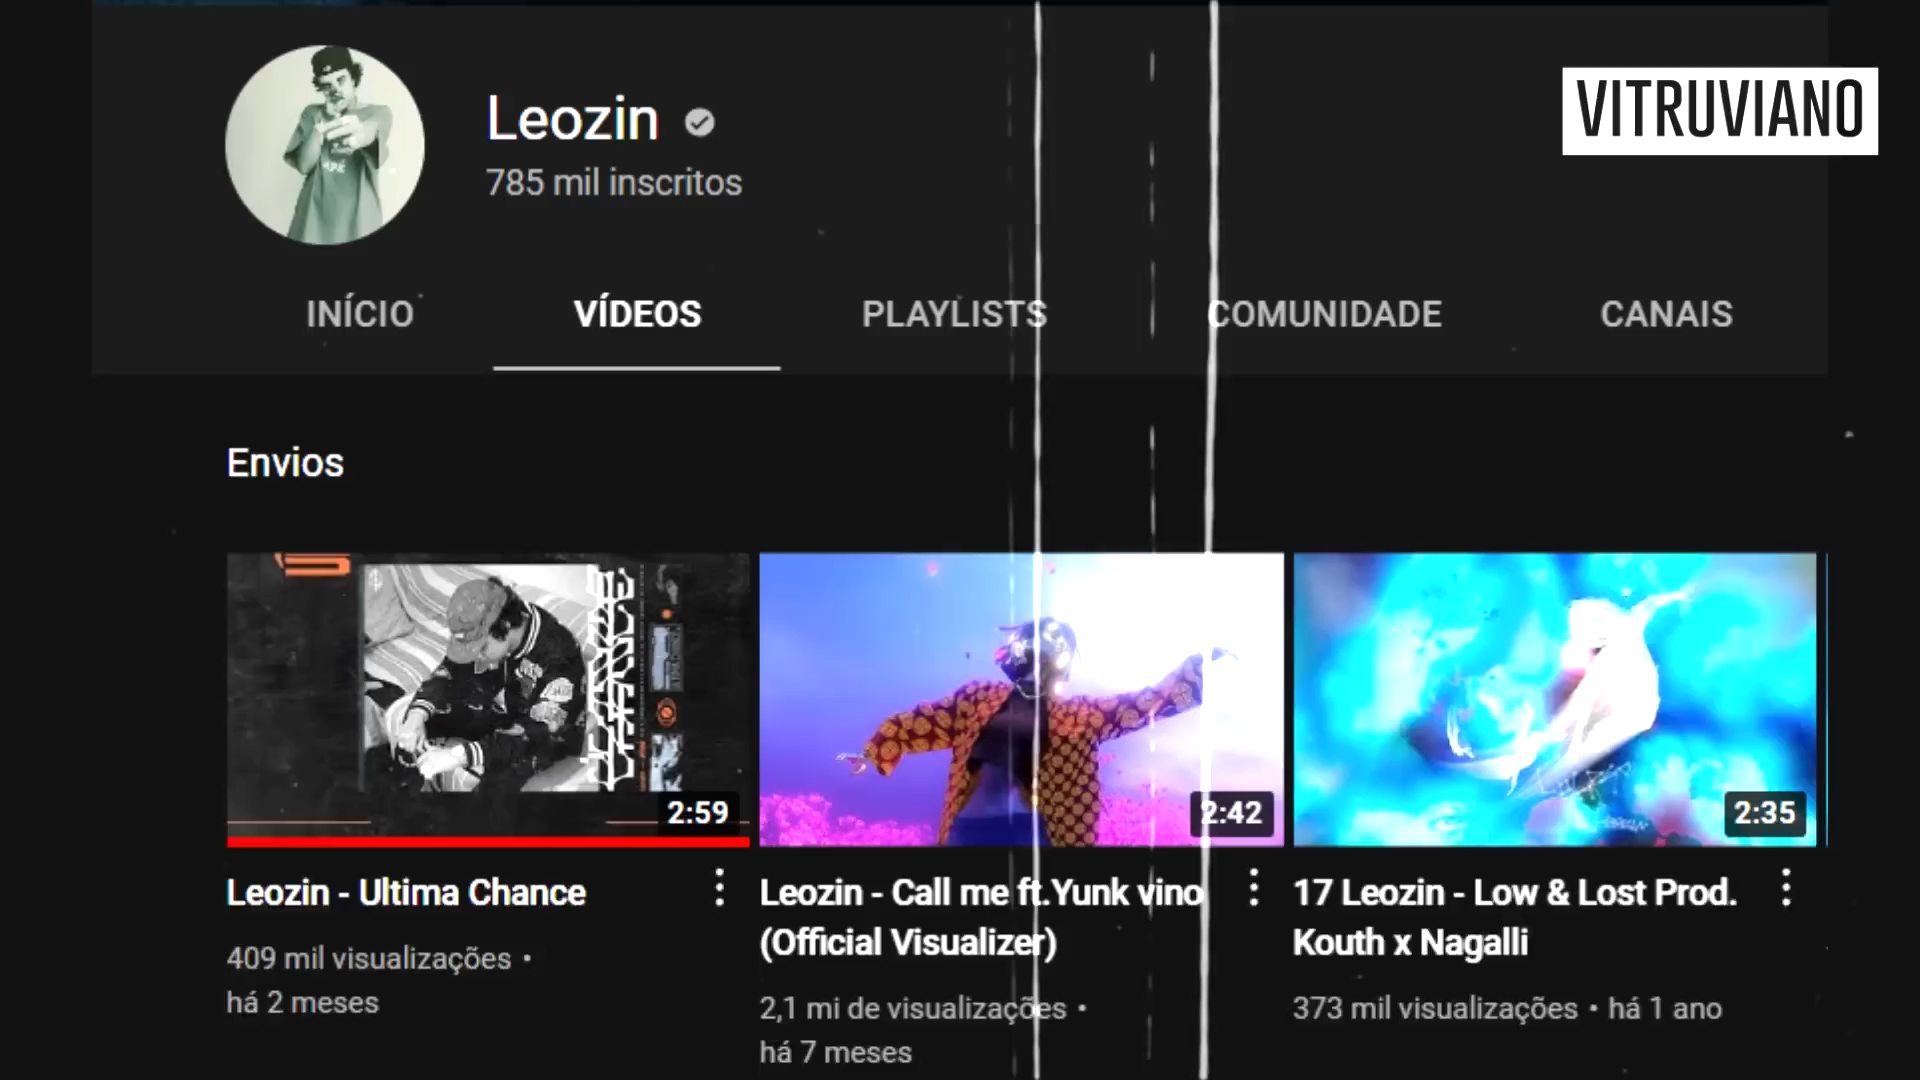 VITRUVIANO
Leozin
785 mil inscritos
INÍCIO VÍDEOS PLAYLISTS COMUNIDADE CANAIS
Envios
2:59
2:42
2:35
Leozin - Ultima Chance
409 mil visualizações •
há 2 meses
Leozin - Call me ft.Yunk vino
(Official Visualizer)
2,1 mi de visualizações •
há 7 meses
17 Leozin - Low & Lost Prod.
Kouth x Nagalli
373 mil visualizações • há 1 ano